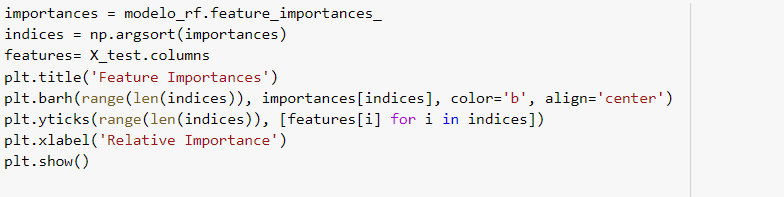 importances = modelo_rf.feature_importances_
indices = np.argsort(importances)
features= X_test.columns
plt.title('Feature Importances')
plt.barh(range(len(indices)), importances[indices], color='b', align='center')
plt.yticks(range(len(indices)), [features[i] for i in indices])
plt.xlabel('Relative Importance')
plt.show()